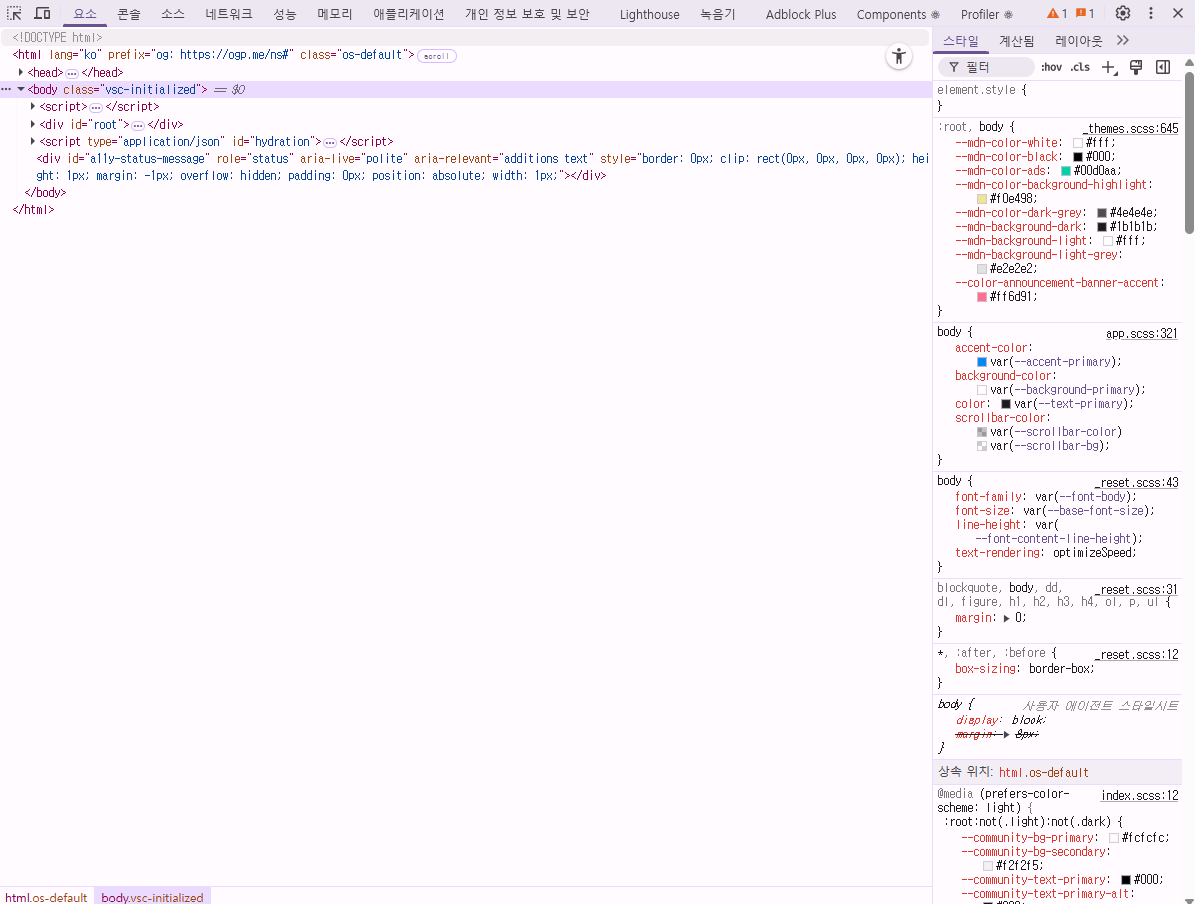 요소 콘솔 소스 네트워크 성능 메모리 애플리케이션 개인 정보 보호 및 보안 Lighthouse 녹음기 Adblock Plus Components Profiler 1 1
<!DOCTYPE html>
<html lang="ko" prefix="og: https://ogp.me/ns#" class="os-default"> scroll
<head> ⋯ </head>
<body class="vsc-initialized"> == $0
<script> ⋯ </script>
<div id="root"> ⋯ </div>
<script type="application/json" id="hydration"> ⋯ </script>
<div id="a11y-status-message" role="status" aria-live="polite" aria-relevant="additions text" style="border: 0px; clip: rect(0px, 0px, 0px, 0px); hei
ght: 1px; margin: -1px; overflow: hidden; padding: 0px; position: absolute; width: 1px;"></div>
</body>
</html>
html.os-default body.vsc-initialized
스타일 계산됨 레이아웃
필터 :hov .cls
element.style {
}
:root, body { _themes.scss:645
--mdn-color-white: #fff;
--mdn-color-black: #000;
--mdn-color-ads: #00d0aa;
--mdn-color-background-highlight:
#f0e498;
--mdn-color-dark-grey: #4e4e4e;
--mdn-background-dark: #1b1b1b;
--mdn-background-light: #fff;
--mdn-background-light-grey:
#e2e2e2;
--color-announcement-banner-accent:
#ff6d91;
}
body { app.scss:321
accent-color:
var(--accent-primary);
background-color:
var(--background-primary);
color: var(--text-primary);
scrollbar-color:
var(--scrollbar-color)
var(--scrollbar-bg);
}
body { _reset.scss:43
font-family: var(--font-body);
font-size: var(--base-font-size);
line-height: var(
--font-content-line-height);
text-rendering: optimizeSpeed;
}
blockquote, body, dd, _reset.scss:31
dl, figure, h1, h2, h3, h4, ol, p, ul {
margin: 0;
}
*, :after, :before { _reset.scss:12
box-sizing: border-box;
}
body { 사용자 에이전트 스타일시트
display: block;
margin: 8px;
}
상속 위치: html.os-default
@media (prefers-color- index.scss:12
scheme: light) {
:root:not(.light):not(.dark) {
--community-bg-primary: #fcfcfc;
--community-bg-secondary:
#f2f2f5;
--community-text-primary: #000;
--community-text-primary-alt: